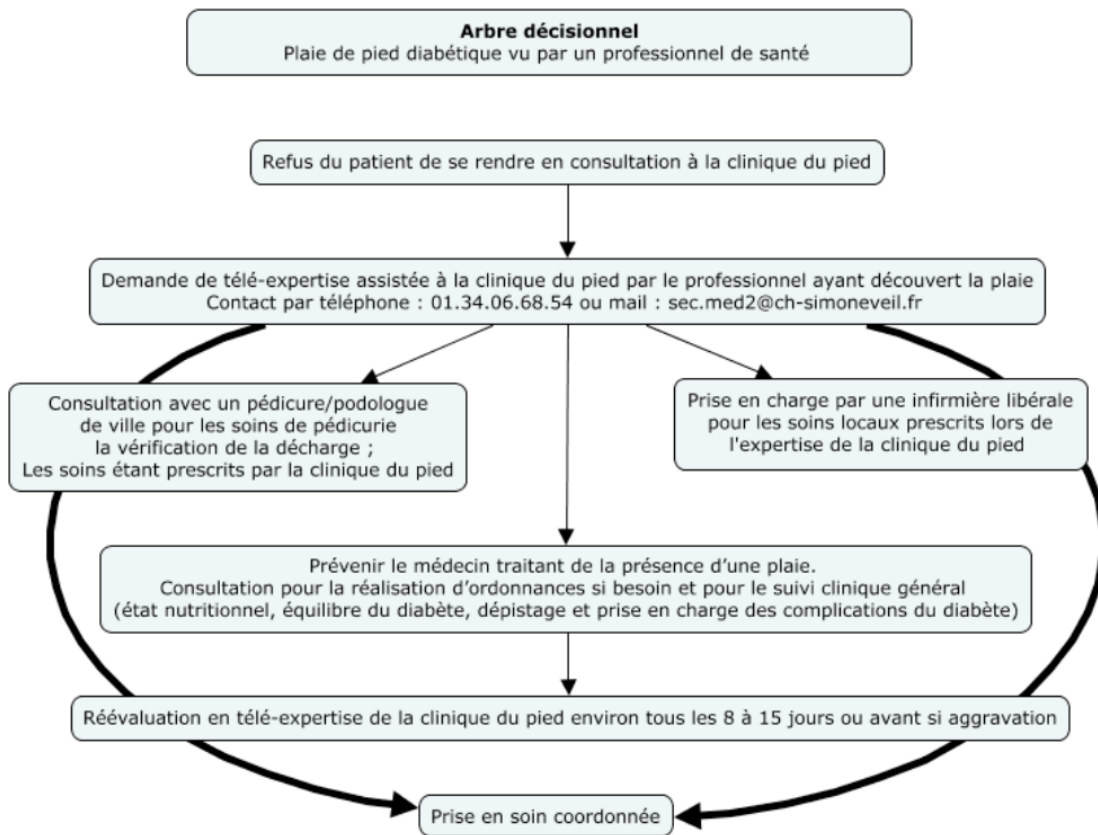 Arbre décisionnel
Plaie de pied diabétique vu par un professionnel de santé
Refus du patient de se rendre en consultation à la clinique du pied
Demande de télé-expertise assistée à la clinique du pied par le professionnel ayant découvert la plaie
Contact par téléphone : 01.34.06.68.54 ou mail : sec.med2@ch-simoneveil.fr
Consultation avec un pédicure/podologue
de ville pour les soins de pédicurie
la vérification de la décharge ;
Les soins étant prescrits par la clinique du pied
Prise en charge par une infirmière libérale
pour les soins locaux prescrits lors de
l'expertise de la clinique du pied
Prévenir le médecin traitant de la présence d’une plaie.
Consultation pour la réalisation d’ordonnances si besoin et pour le suivi clinique général
(état nutritionnel, équilibre du diabète, dépistage et prise en charge des complications du diabète)
Réévaluation en télé-expertise de la clinique du pied environ tous les 8 à 15 jours ou avant si aggravation
Prise en soin coordonnée